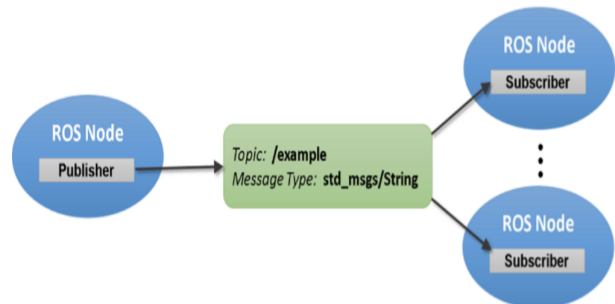 ROS Node
Publisher
Topic: /example
Message Type: std_msgs/String
ROS Node
Subscriber
ROS Node
Subscriber